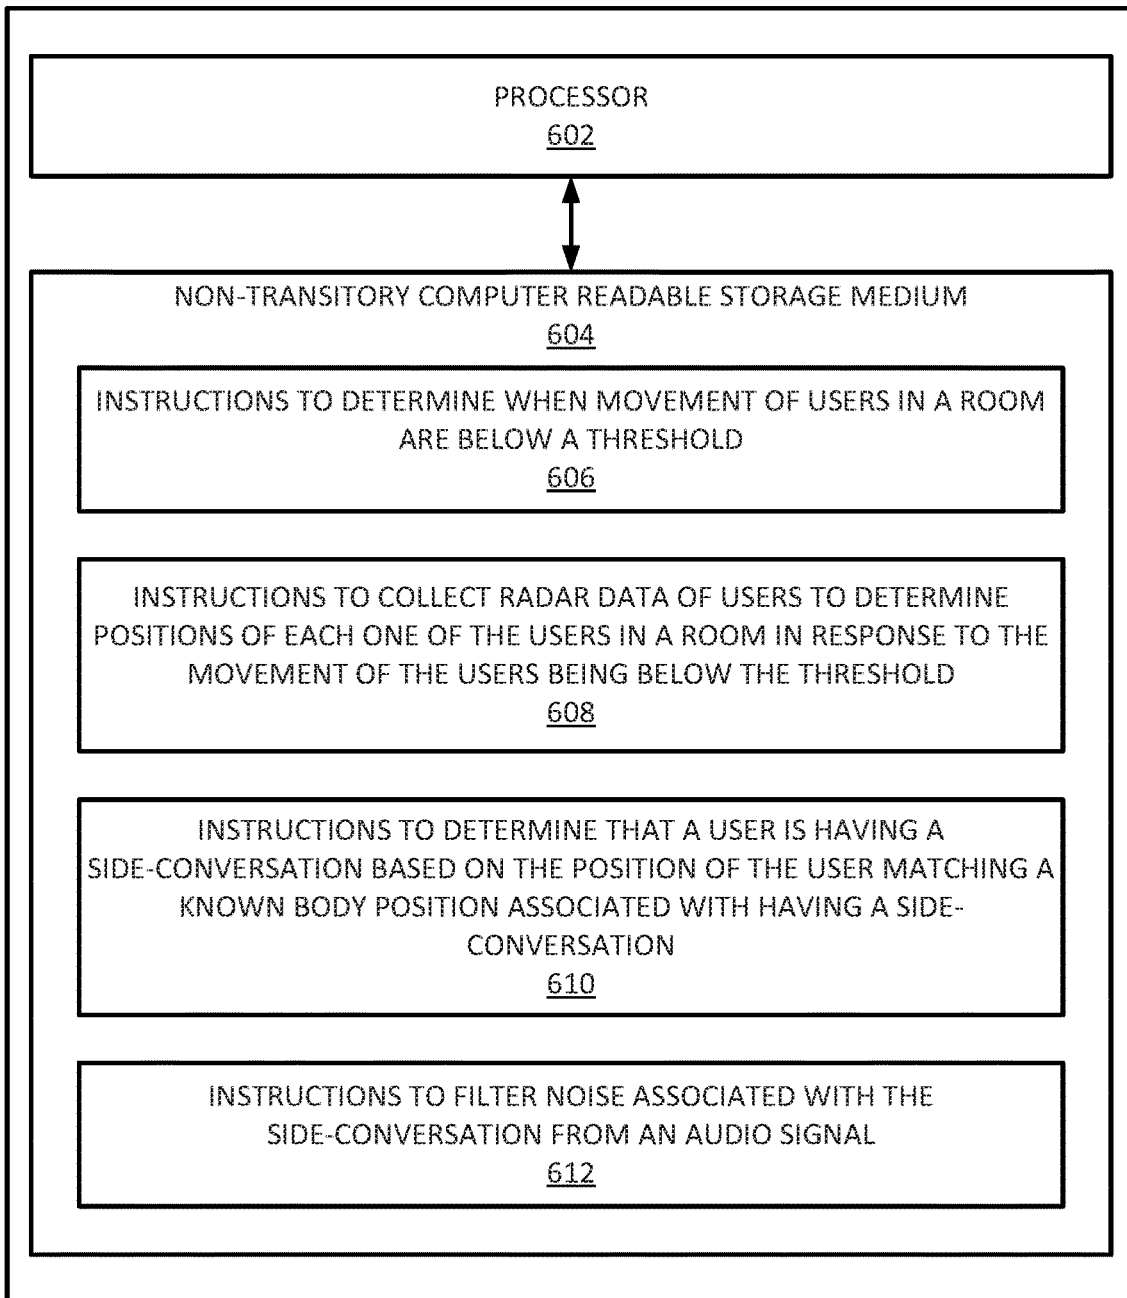 PROCESSOR
602
NON-TRANSITORY COMPUTER READABLE STORAGE MEDIUM
604
INSTRUCTIONS TO DETERMINE WHEN MOVEMENT OF USERS IN A ROOM
ARE BELOW A THRESHOLD
606
INSTRUCTIONS TO COLLECT RADAR DATA OF USERS TO DETERMINE
POSITIONS OF EACH ONE OF THE USERS IN A ROOM IN RESPONSE TO THE
MOVEMENT OF THE USERS BEING BELOW THE THRESHOLD
608
INSTRUCTIONS TO DETERMINE THAT A USER IS HAVING A
SIDE-CONVERSATION BASED ON THE POSITION OF THE USER MATCHING A
KNOWN BODY POSITION ASSOCIATED WITH HAVING A SIDE-
CONVERSATION
610
INSTRUCTIONS TO FILTER NOISE ASSOCIATED WITH THE
SIDE-CONVERSATION FROM AN AUDIO SIGNAL
612